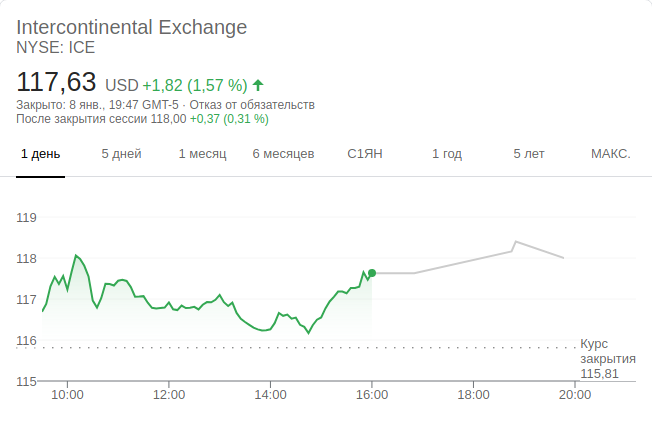 Intercontinental Exchange
NYSE: ICE
117,63 USD +1,82 (1,57 %)
Закрыто: 8 янв., 19:47 GMT-5 · Отказ от обязательств
После закрытия сессии 118,00 +0,37 (0,31 %)
1 день 5 дней 1 месяц 6 месяцев С1ЯН 1 год 5 лет МАКС.
119
118
117
116
Курс
закрытия
115,81
115
10:00 12:00 14:00 16:00 18:00 20:00